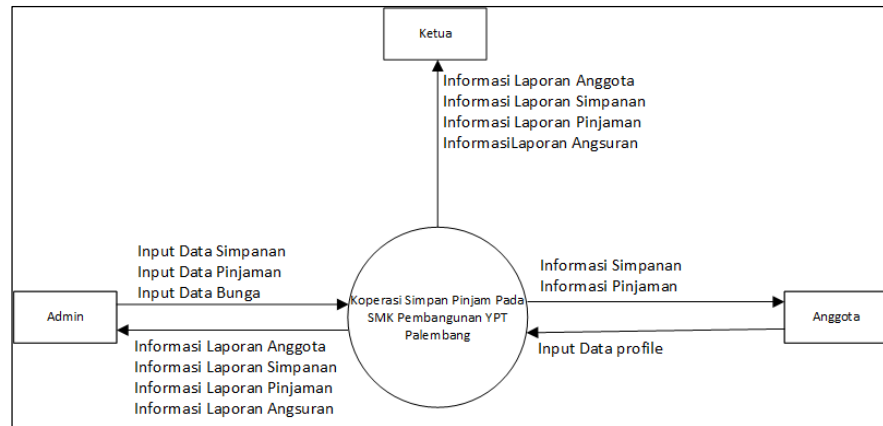 Ketua
Informasi Laporan Anggota
Informasi Laporan Simpanan
Informasi Laporan Pinjaman
InformasiLaporan Angsuran
Input Data Simpanan
Input Data Pinjaman
Input Data Bunga
Admin
Informasi Laporan Anggota
Informasi Laporan Simpanan
Informasi Laporan Pinjaman
Informasi Laporan Angsuran
Koperasi Simpan Pinjam Pada
SMK Pembangunan YPT
Palembang
Informasi Simpanan
Informasi Pinjaman
Anggota
Input Data profile